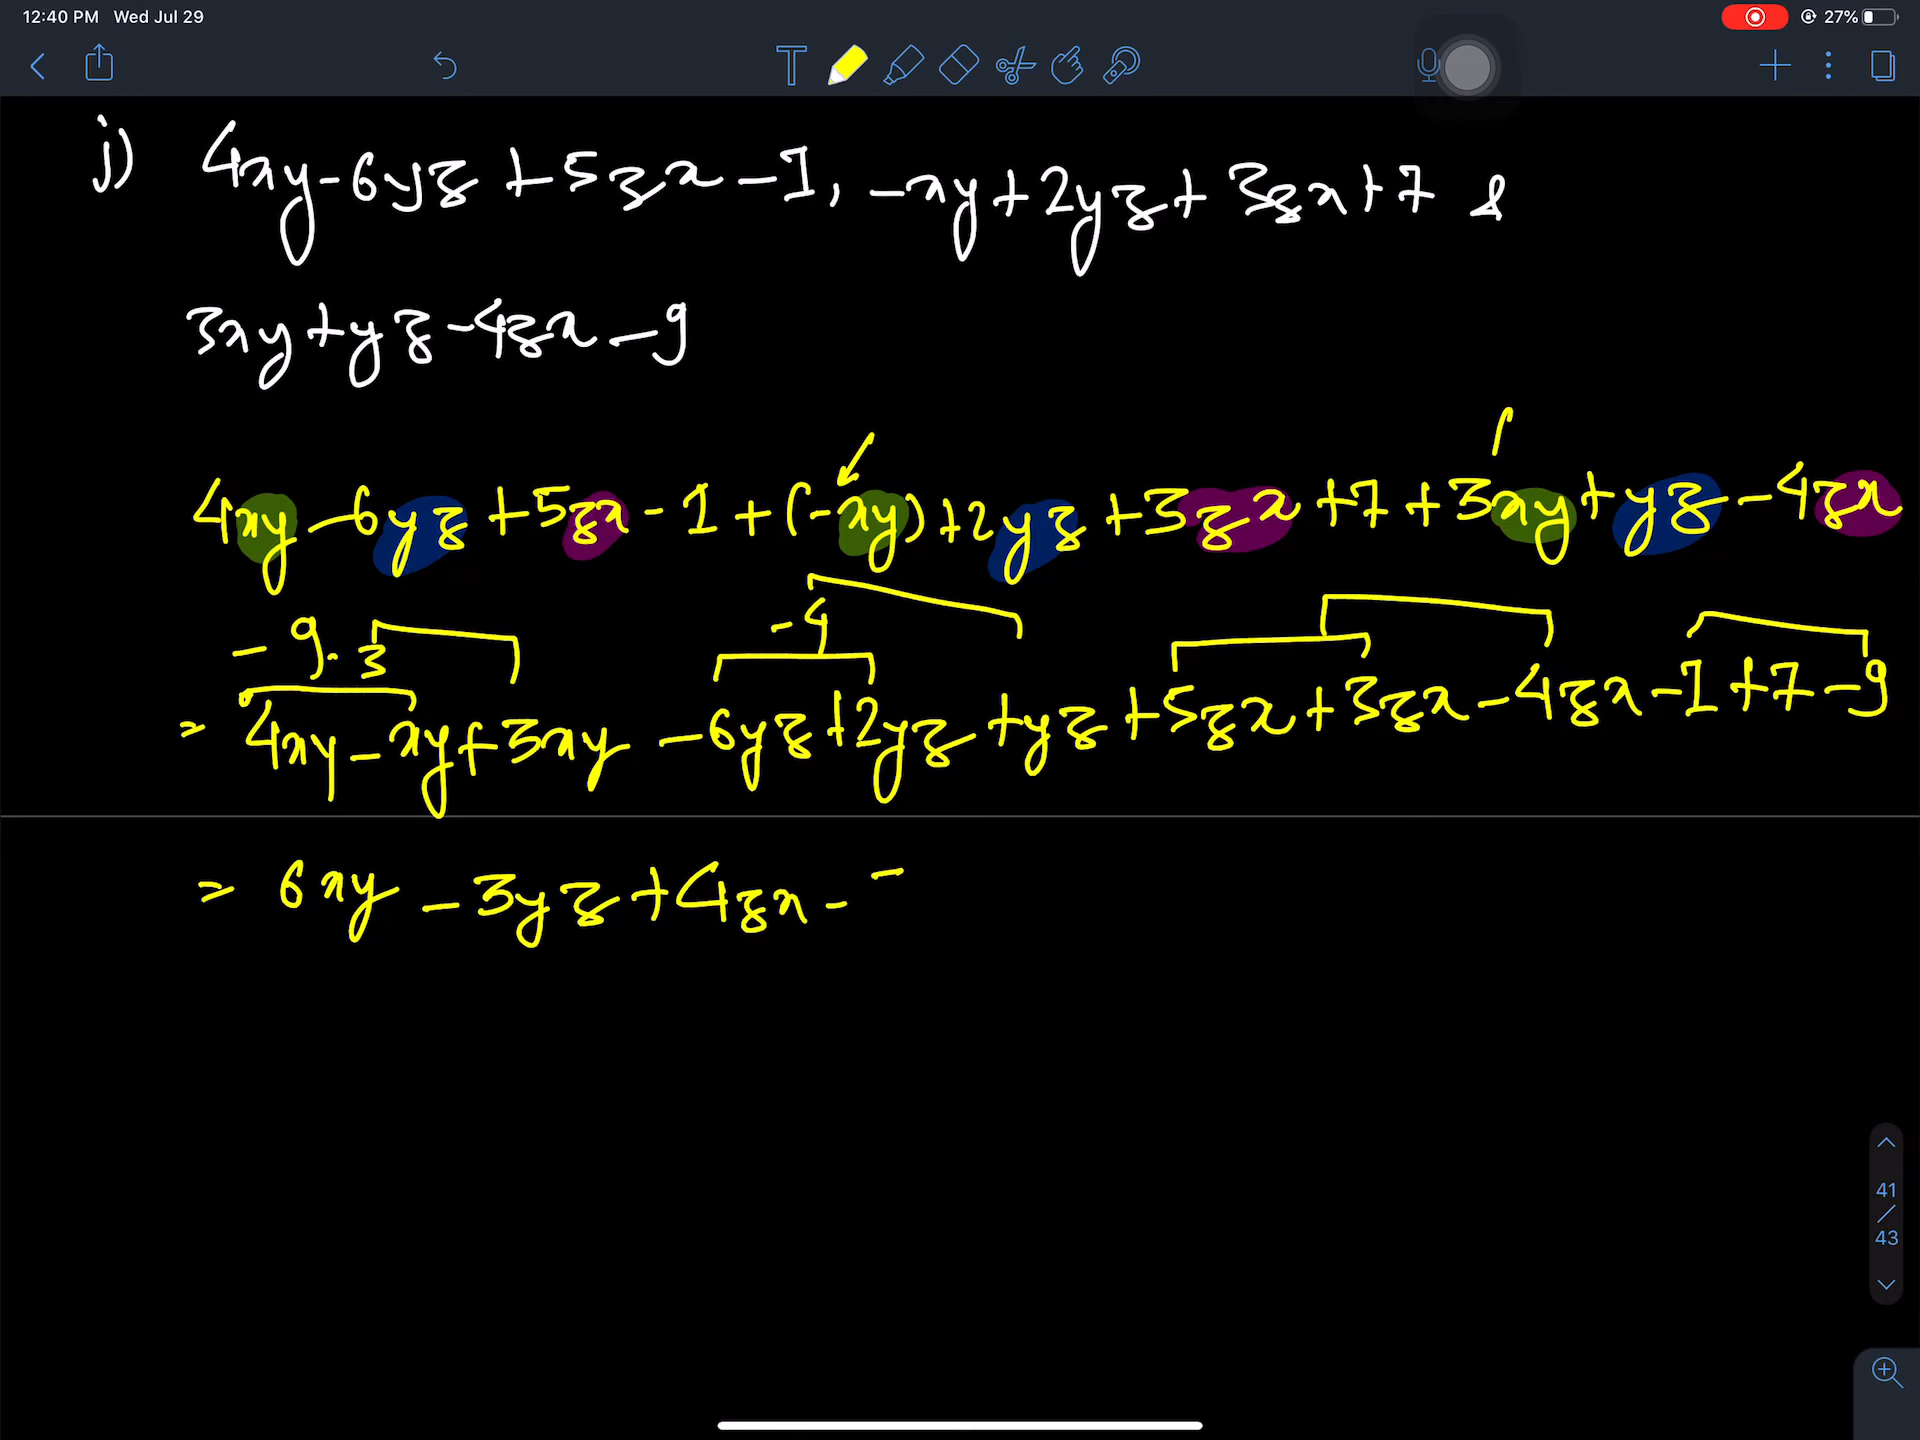 12:40 PM Wed Jul 29 27%
j) 4xy-6yz+5zx-1, -xy+2yz+3zx+7 &
3xy+yz-4zx-9
4xy-6yz+5zx-1+(-xy)+2yz+3zx+7+3xy+yz-4zx
-9. 3 -4
= 4xy-xy+3xy-6yz+2yz+yz+5zx+3zx-4zx-1+7-9
= 6xy-3yz+4zx-
41
/
43